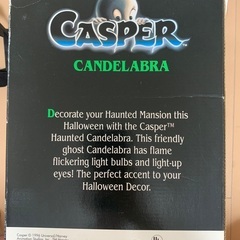 CASPER
CANDELABRA
Decorate your Haunted Mansion this
Halloween with the Casper™
Haunted Candelabra. This friendly
ghost Candelabra has flame
flickering light bulbs and light-up
eyes! The perfect accent to your
Halloween Decor.